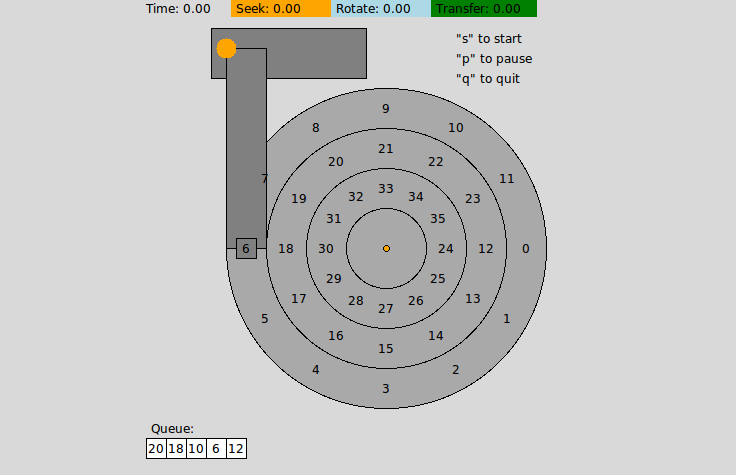 Time: 0.00 Seek: 0.00 Rotate: 0.00 Transfer: 0.00
"s" to start
"p" to pause
"q" to quit
9
8 10
21
20 22
7 11
33
32 34
19 23
31 35
6 18 30 24 12 0
29 25
17 13
28 26
27
5 1
16 14
15
4 2
3
Queue:
20 18 10 6 12